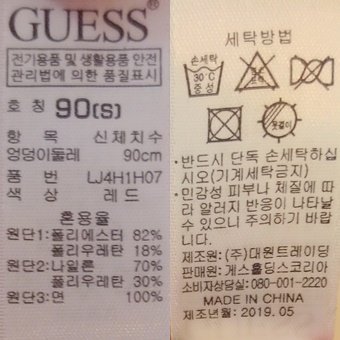 GUESS®
전기용품 및 생활용품 안전
관리법에 의한 품질표시
호 칭 90(S)
항 목 신체치수
엉덩이둘레 90cm
품 번 LJ4H1H07
색 상 레드
혼용율
원단1:폴리에스터 82%
폴리우레탄 18%
원단2:나일론 70%
폴리우레탄 30%
원단3:면 100%
세탁방법
손세탁
30℃
중성
옷걸이
·반드시 단독 손세탁하십
시오(기계세탁금지)
·민감성 피부나 체질에 따
라 알러지 반응이 나타날
수 있으니 주의하기 바랍
니다.
제조원: (주)대원트레이딩
판매원: 게스홀딩스코리아
소비자상담실: 080-001-2220
MADE IN CHINA
제조년월: 2019.05